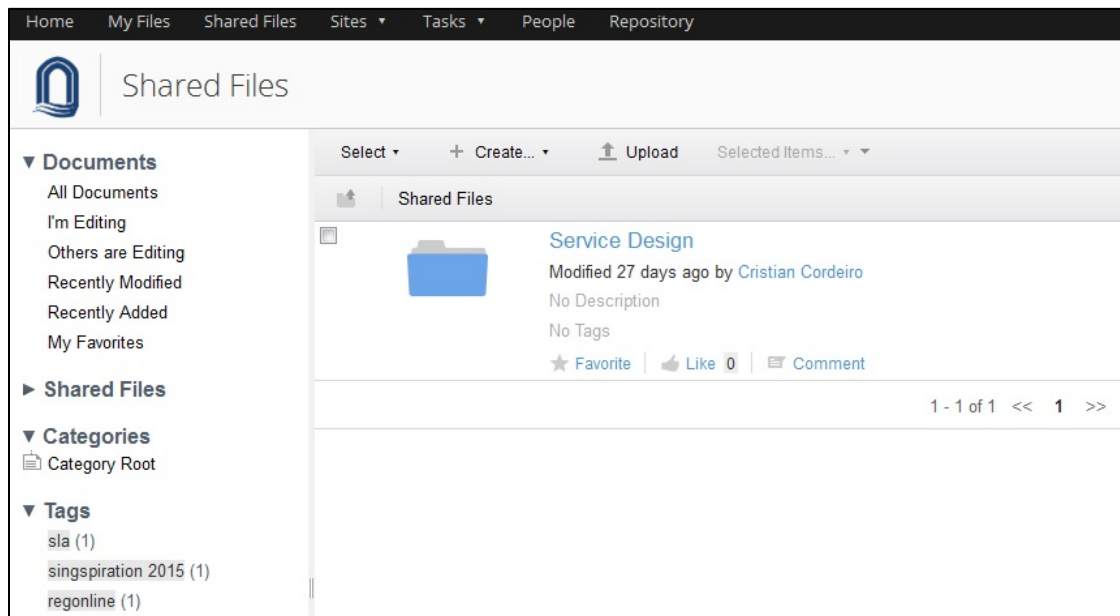 Home My Files Shared Files Sites ▾ Tasks ▾ People Repository
Shared Files
▼ Documents
All Documents
I'm Editing
Others are Editing
Recently Modified
Recently Added
My Favorites
► Shared Files
▼ Categories
Category Root
▼ Tags
sla (1)
singspiration 2015 (1)
regonline (1)
Select ▾ + Create... ▾ Upload Selected Items... ▾ ▾
Shared Files
Service Design
Modified 27 days ago by Cristian Cordeiro
No Description
No Tags
Favorite Like 0 Comment
1 - 1 of 1 << 1 >>